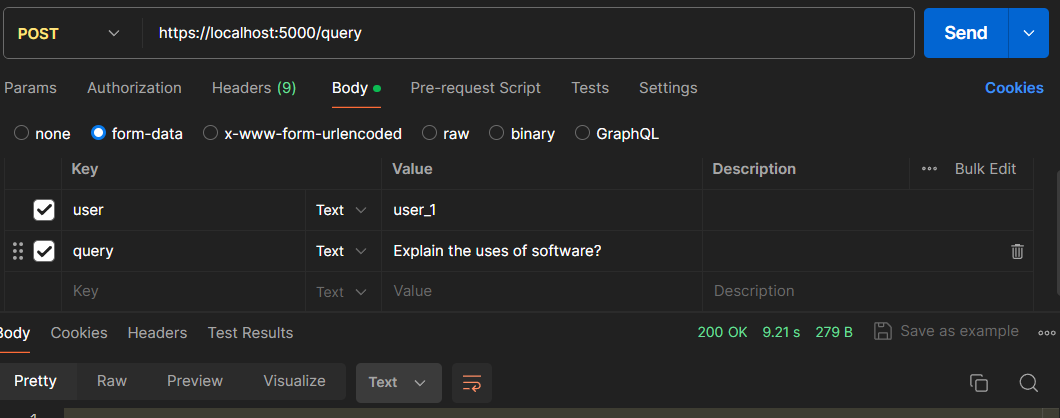 POST https://localhost:5000/query Send
Params Authorization Headers (9) Body Pre-request Script Tests Settings Cookies
none form-data x-www-form-urlencoded raw binary GraphQL
Key Value Description Bulk Edit
user Text user_1
query Text Explain the uses of software?
Key Text Value Description
Body Cookies Headers Test Results 200 OK 9.21 s 279 B Save as example
Pretty Raw Preview Visualize Text
1